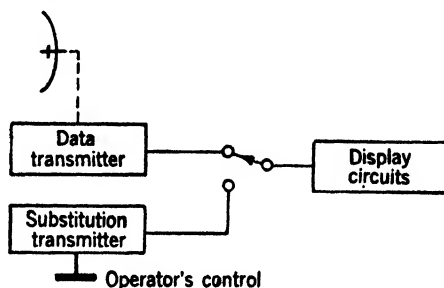 Data
transmitter
Display
circuits
Substitution
transmitter
Operator's control